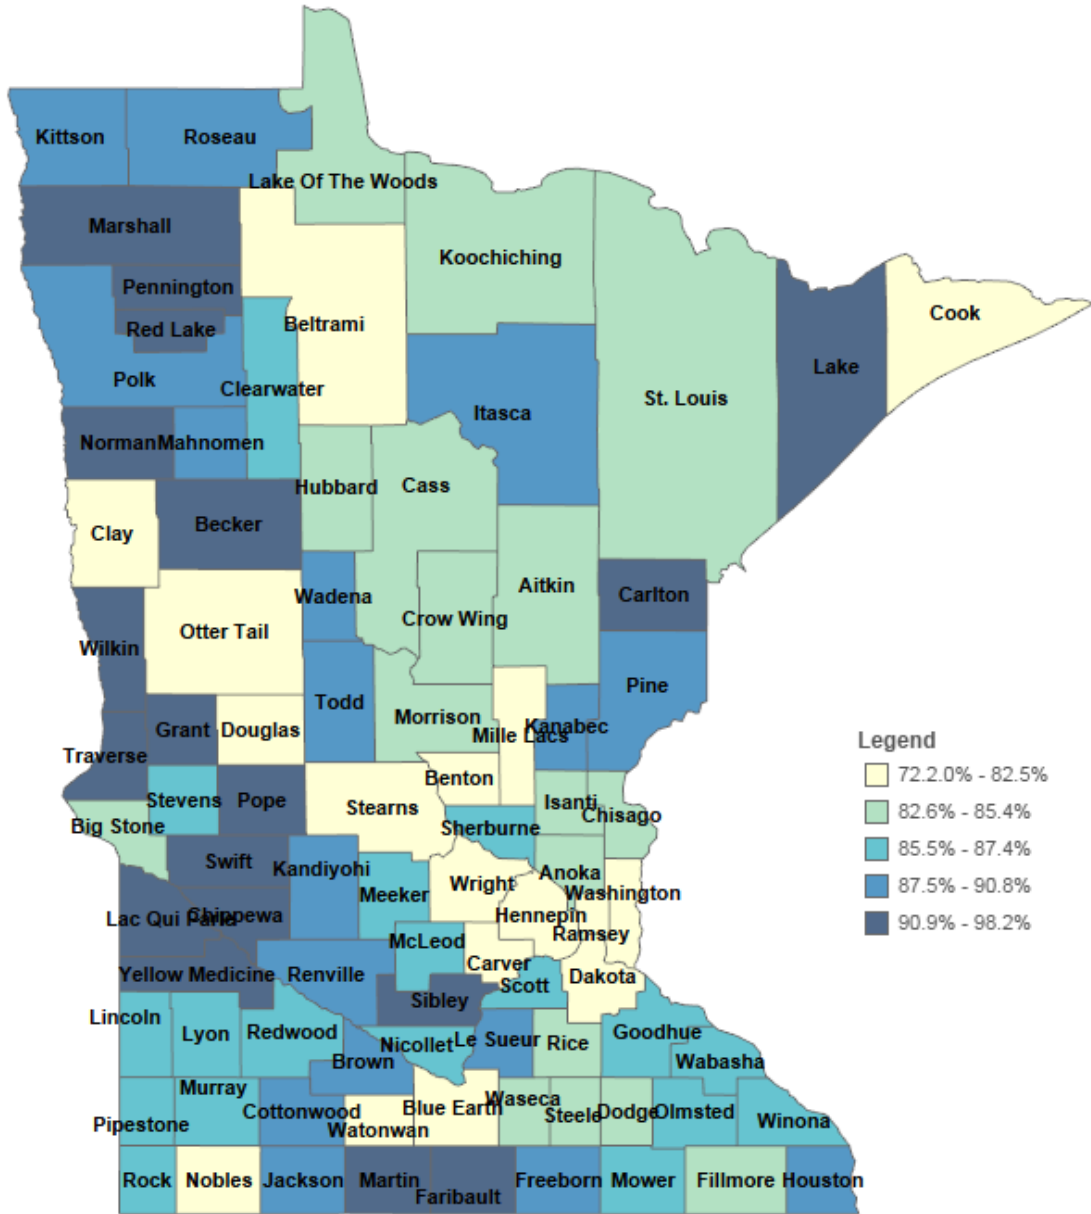 Kittson
Roseau
Lake Of The Woods
Marshall
Koochiching
Pennington
Beltrami
Cook
Red Lake
Lake
Polk
Clearwater
St. Louis
Itasca
Norman
Mahnomen
Hubbard
Cass
Becker
Clay
Aitkin
Wadena
Carlton
Crow Wing
Otter Tail
Wilkin
Pine
Todd
Morrison
Kanabec
Grant
Douglas
Mille Lacs
Traverse
Benton
Stevens
Pope
Stearns
Isanti
Chisago
Big Stone
Sherburne
Swift
Kandiyohi
Anoka
Meeker
Wright
Washington
Lac Qui Parle
Chippewa
Hennepin
Ramsey
McLeod
Carver
Yellow Medicine
Renville
Dakota
Scott
Sibley
Lincoln
Lyon
Redwood
Nicollet
Le Sueur
Rice
Goodhue
Brown
Wabasha
Murray
Cottonwood
Blue Earth
Waseca
Steele
Dodge
Olmsted
Pipestone
Watonwan
Winona
Rock
Nobles
Jackson
Martin
Faribault
Freeborn
Mower
Fillmore
Houston
Legend
72.2.0% - 82.5%
82.6% - 85.4%
85.5% - 87.4%
87.5% - 90.8%
90.9% - 98.2%